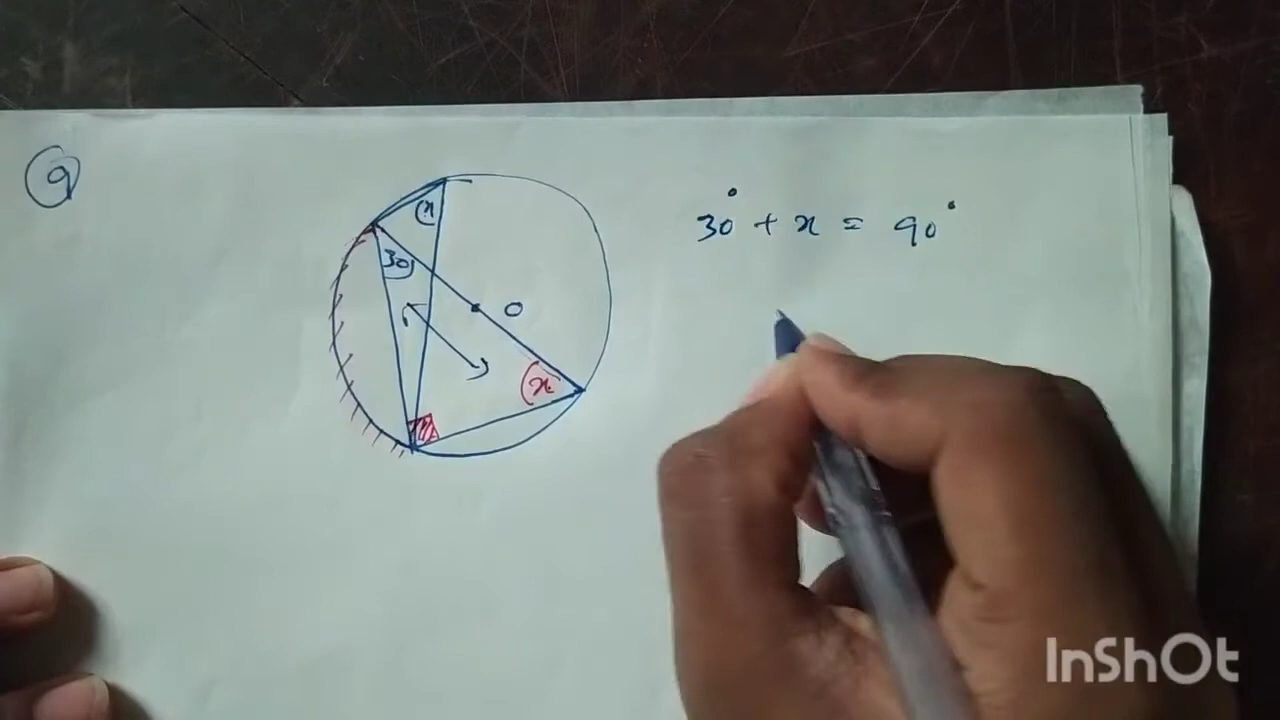 9
x
30
O
x
30° + x = 90°
InShOt